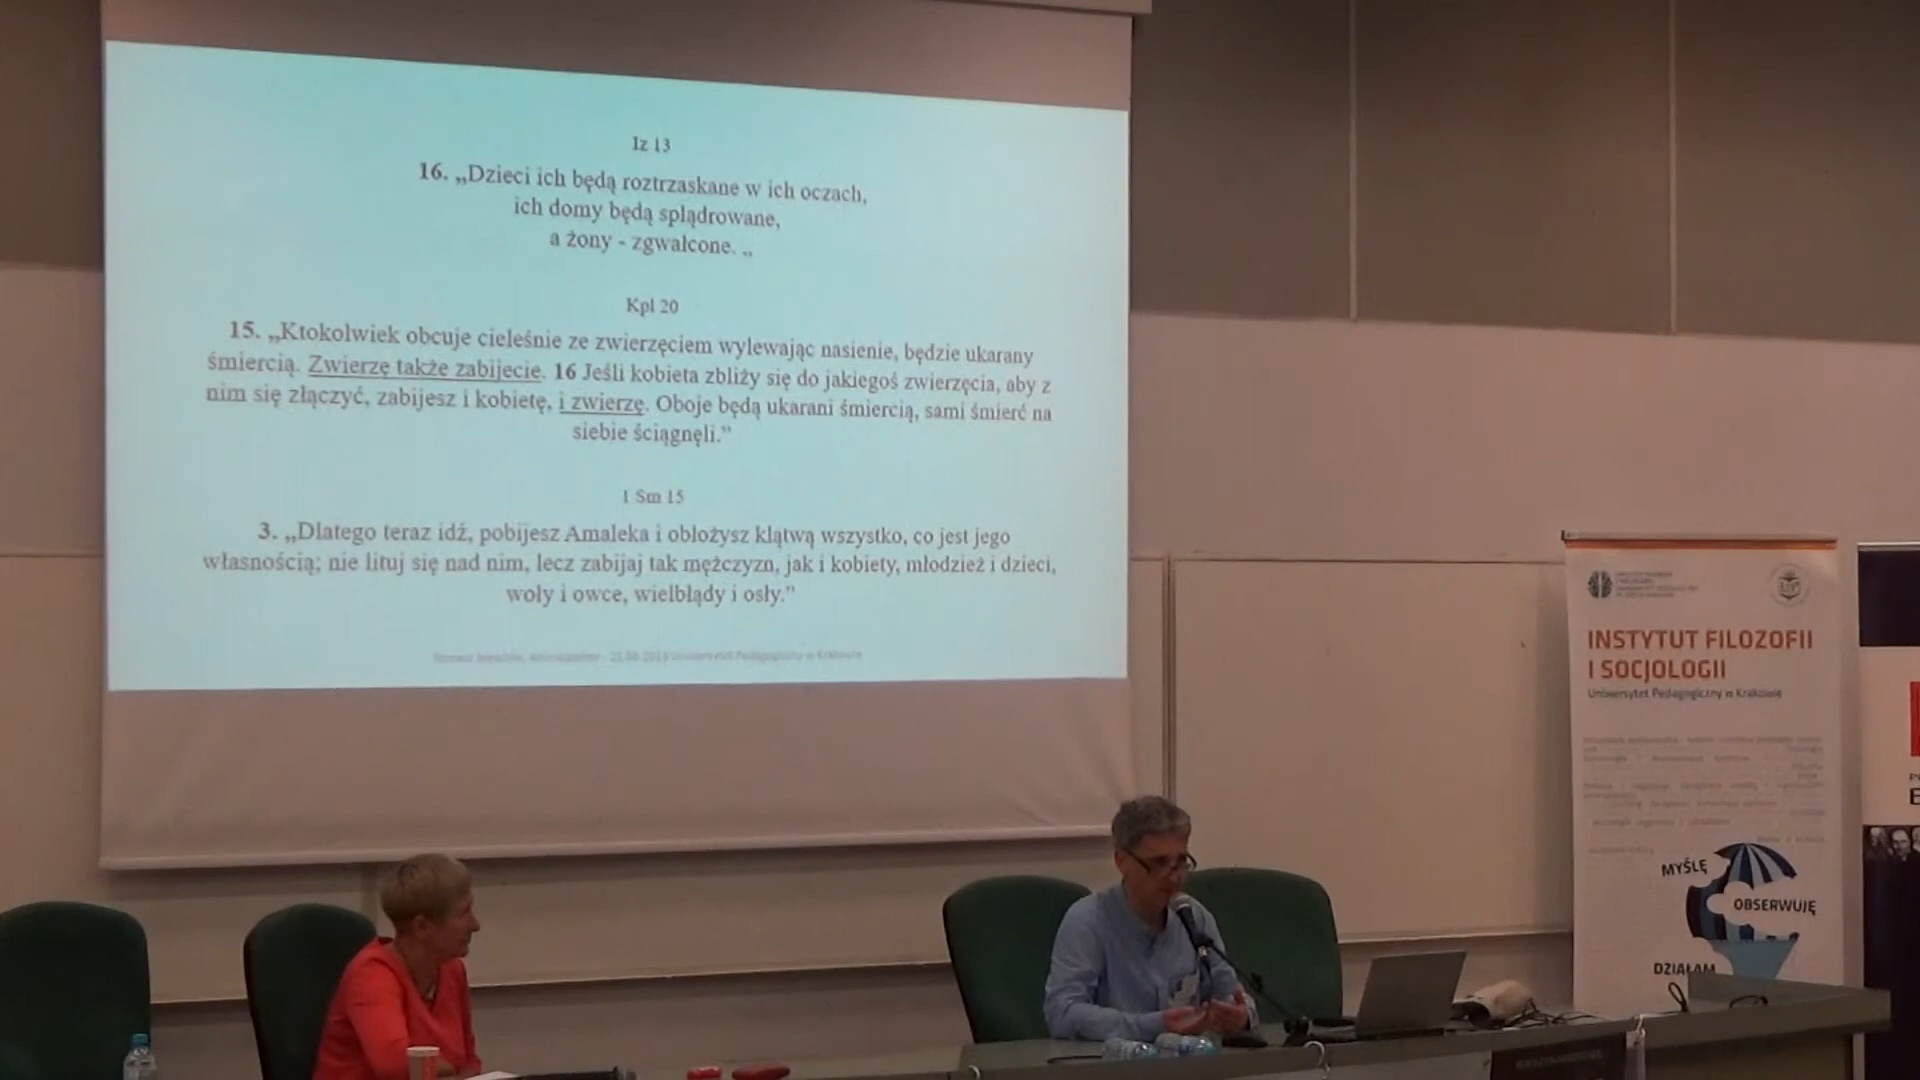 Iz 13
16. „Dzieci ich będą roztrzaskane w ich oczach,
ich domy będą splądrowane,
a żony - zgwałcone. „
Kpl 20
15. „Ktokolwiek obcuje cieleśnie ze zwierzęciem wylewając nasienie, będzie ukarany
śmiercią. Zwierzę także zabijecie. 16 Jeśli kobieta zbliży się do jakiegoś zwierzęcia, aby z
nim się złączyć, zabijesz i kobietę, i zwierzę. Oboje będą ukarani śmiercią, sami śmierć na
siebie ściągnęli.”
1 Sm 15
3. „Dlatego teraz idź, pobijesz Amaleka i obłożysz klątwą wszystko, co jest jego
własnością; nie lituj się nad nim, lecz zabijaj tak mężczyzn, jak i kobiety, młodzież i dzieci,
woły i owce, wielbłądy i osły.”
Uniwersytet Pedagogiczny w Krakowie
INSTYTUT FILOZOFII
I SOCJOLOGII
Uniwersytet Pedagogiczny w Krakowie
MYŚLĘ
OBSERWUJĘ
DZIAŁAM